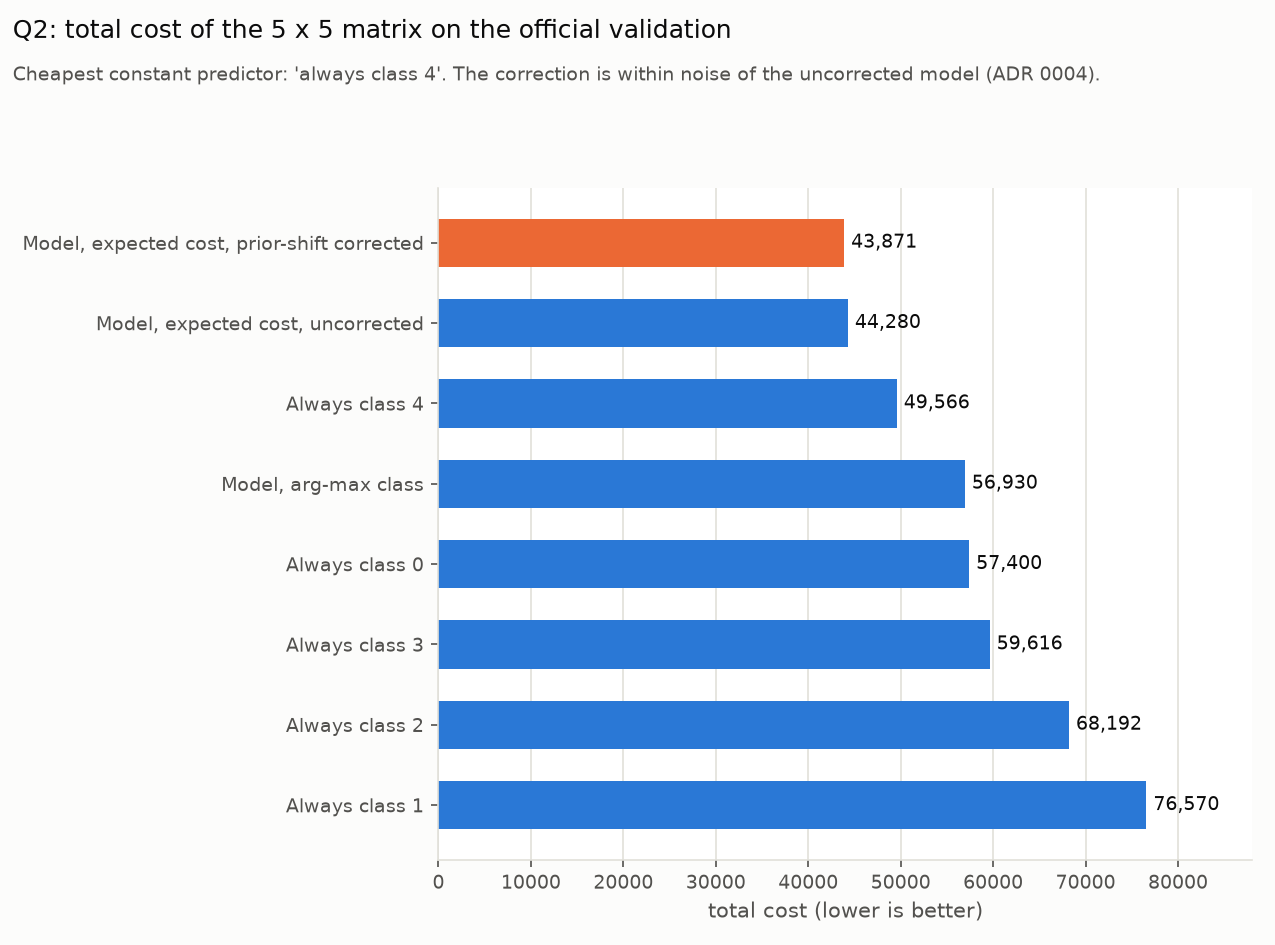 Q2: total cost of the 5 x 5 matrix on the official validation
Cheapest constant predictor: 'always class 4'. The correction is within noise of the uncorrected model (ADR 0004).
Model, expected cost, prior-shift corrected 43,871
Model, expected cost, uncorrected 44,280
Always class 4 49,566
Model, arg-max class 56,930
Always class 0 57,400
Always class 3 59,616
Always class 2 68,192
Always class 1 76,570
0 10000 20000 30000 40000 50000 60000 70000 80000
total cost (lower is better)